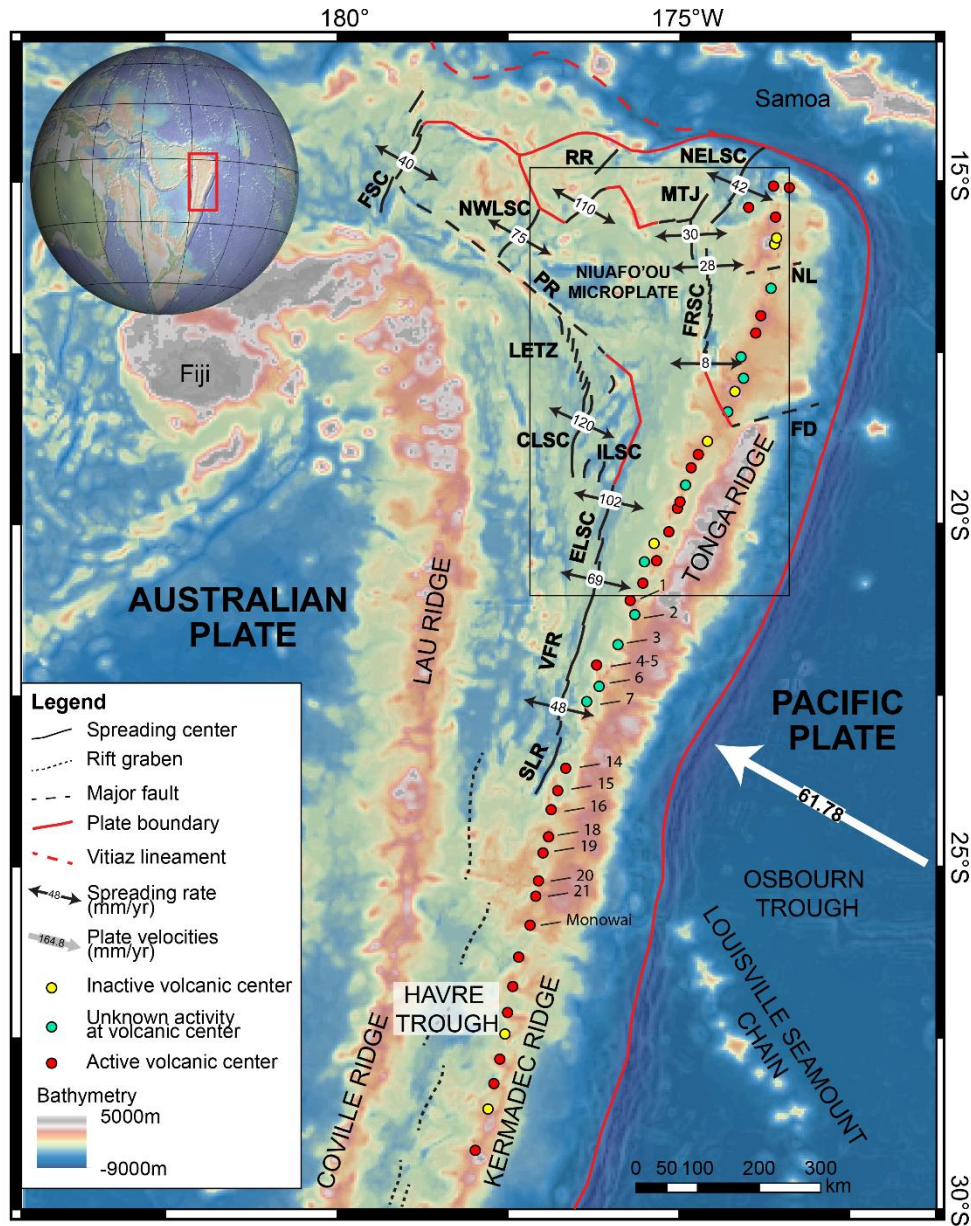 180°
175°W
Samoa
15°S
RR
NELSC
40
FSC
42
MTJ
110
NWLSC
75
30
NIUAFO'OU
MICROPLATE
28
NL
PR
FRSC
LETZ
8
Fiji
120
CLSC
ILSC
FD
102
20°S
ELSC
TONGA RIDGE
69
1
2
3
4-5
6
7
AUSTRALIAN
PLATE
LAU RIDGE
VFR
48
SLR
PACIFIC
PLATE
61.78
14
15
16
18
19
20
21
Monowai
25°S
OSBOURN
TROUGH
LOUISVILLE SEAMOUNT
CHAIN
HAVRE
TROUGH
COLVILLE RIDGE
KERMADEC RIDGE
Legend
Spreading center
Rift graben
Major fault
Plate boundary
Vitiaz lineament
48
Spreading rate
(mm/yr)
164.8
Plate velocities
(mm/yr)
Inactive volcanic center
Unknown activity
at volcanic center
Active volcanic center
Bathymetry
5000m
-9000m
0 50 100 200 300
km
30°S